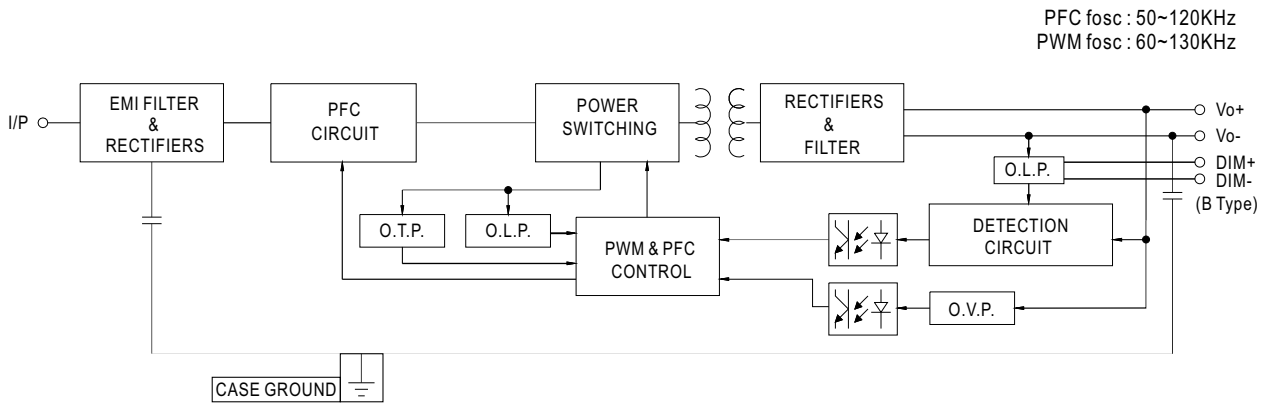 PFC fosc : 50~120KHz
PWM fosc : 60~130KHz
I/P
EMI FILTER
&
RECTIFIERS
PFC
CIRCUIT
POWER
SWITCHING
RECTIFIERS
&
FILTER
Vo+
Vo-
DIM+
DIM-
(B Type)
O.L.P.
O.T.P.
O.L.P.
PWM & PFC
CONTROL
DETECTION
CIRCUIT
O.V.P.
CASE GROUND